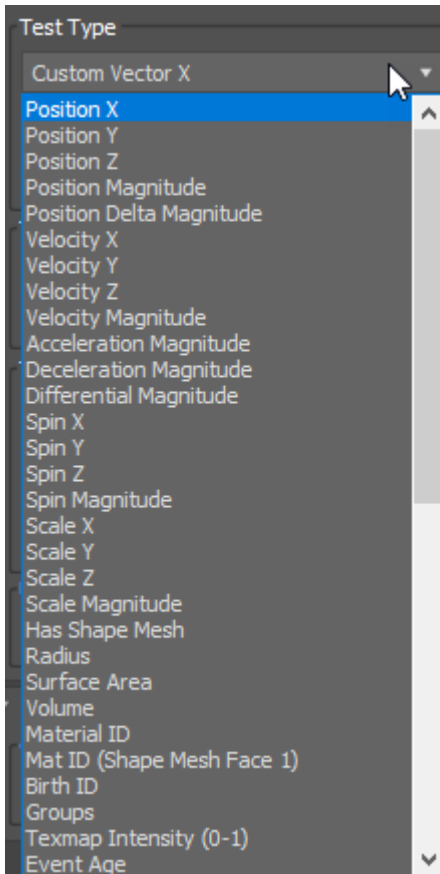 Test Type
Custom Vector X
Position X
Position Y
Position Z
Position Magnitude
Position Delta Magnitude
Velocity X
Velocity Y
Velocity Z
Velocity Magnitude
Acceleration Magnitude
Deceleration Magnitude
Differential Magnitude
Spin X
Spin Y
Spin Z
Spin Magnitude
Scale X
Scale Y
Scale Z
Scale Magnitude
Has Shape Mesh
Radius
Surface Area
Volume
Material ID
Mat ID (Shape Mesh Face 1)
Birth ID
Groups
Texmap Intensity (0-1)
Event Age